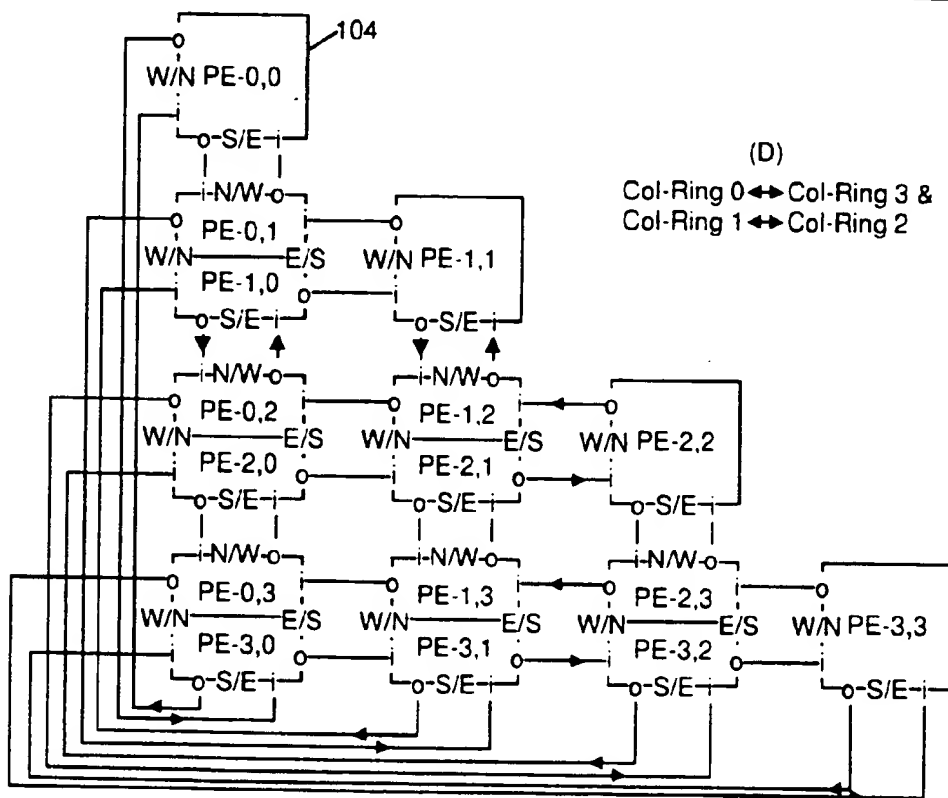 104
W/N PE-0,0
o S/E i
(D)
Col-Ring 0 ↔ Col-Ring 3 &
Col-Ring 1 ↔ Col-Ring 2
i N/W o
PE-0,1
W/N E/S
PE-1,0
o S/E i
W/N PE-1,1
o S/E i
i N/W o
PE-0,2
W/N E/S
PE-2,0
o S/E i
i N/W o
PE-1,2
E/S
PE-2,1
o S/E i
W/N PE-2,2
o S/E i
i N/W o
PE-0,3
W/N E/S
PE-3,0
o S/E i
i N/W o
PE-1,3
E/S
PE-3,1
o S/E i
i N/W o
PE-2,3
W/N E/S
PE-3,2
o S/E i
W/N PE-3,3
o S/E i